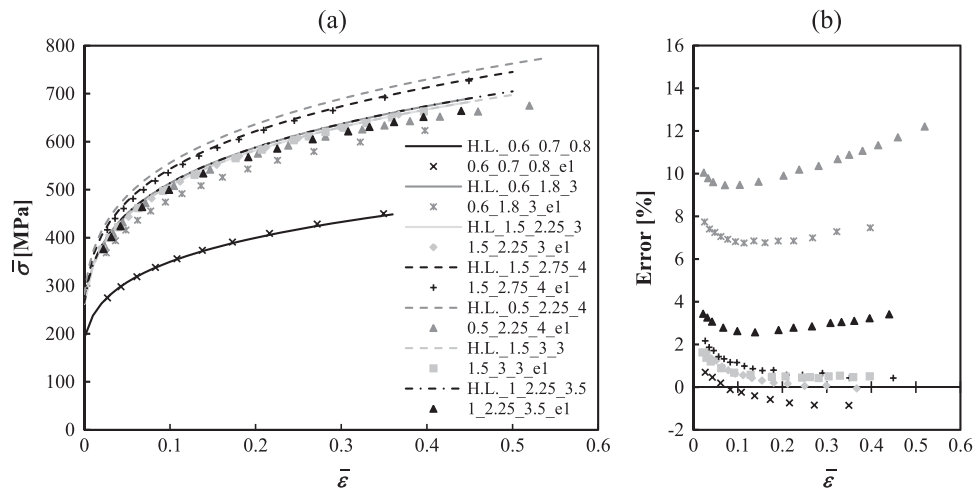 (a)
800
700
600
500
400
300
200
100
0
σ̅ [MPa]
0
0.1
0.2
0.3
0.4
0.5
0.6
ε̅
H.L._0.6_0.7_0.8
0.6_0.7_0.8_e1
H.L._0.6_1.8_3
0.6_1.8_3_e1
H.L_1.5_2.25_3
1.5_2.25_3_e1
H.L._1.5_2.75_4
1.5_2.75_4_e1
H.L._0.5_2.25_4
0.5_2.25_4_e1
H.L._1.5_3_3
1.5_3_3_e1
H.L._1_2.25_3.5
1_2.25_3.5_e1
(b)
16
14
12
10
8
6
4
2
0
-2
Error [%]
0
0.1
0.2
0.3
0.4
0.5
0.6
ε̅